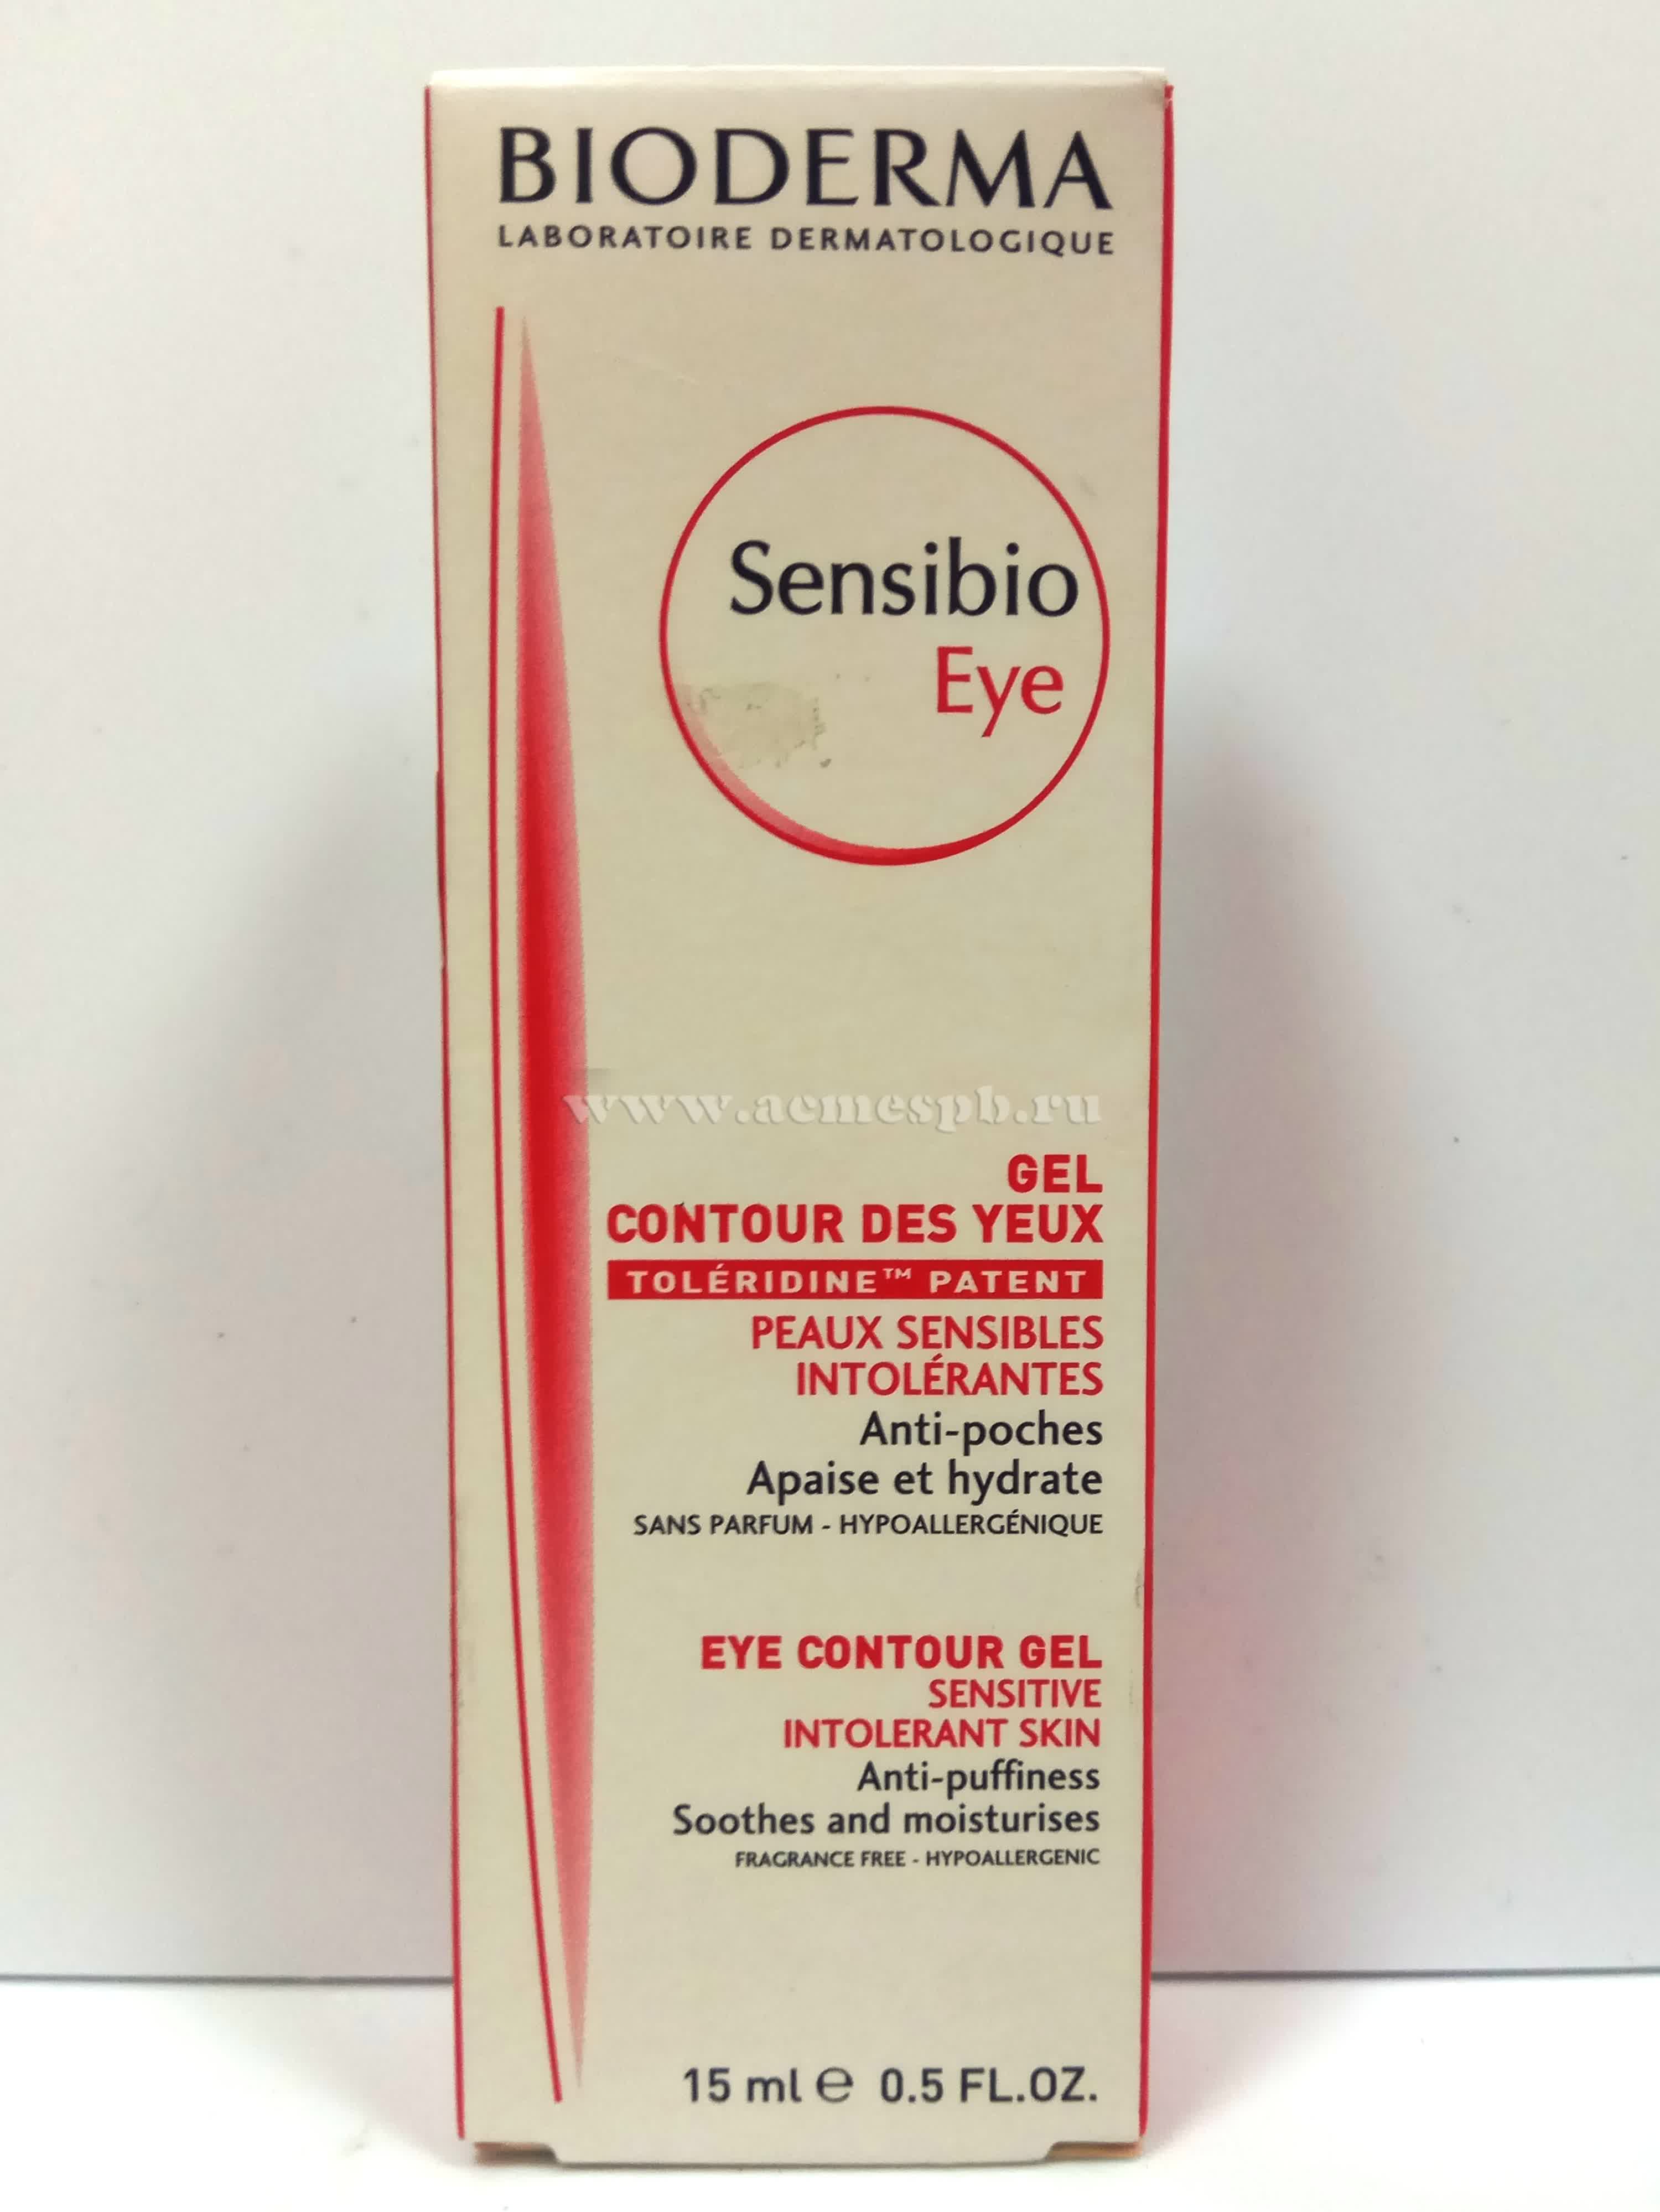 BIODERMA
LABORATOIRE DERMATOLOGIQUE
Sensibio
Eye
www.acmespb.ru
GEL
CONTOUR DES YEUX
TOLÉRIDINE™ PATENT
PEAUX SENSIBLES
INTOLÉRANTES
Anti-poches
Apaise et hydrate
SANS PARFUM - HYPOALLERGÉNIQUE
EYE CONTOUR GEL
SENSITIVE
INTOLERANT SKIN
Anti-puffiness
Soothes and moisturises
FRAGRANCE FREE - HYPOALLERGENIC
15 ml ℮ 0.5 FL.OZ.